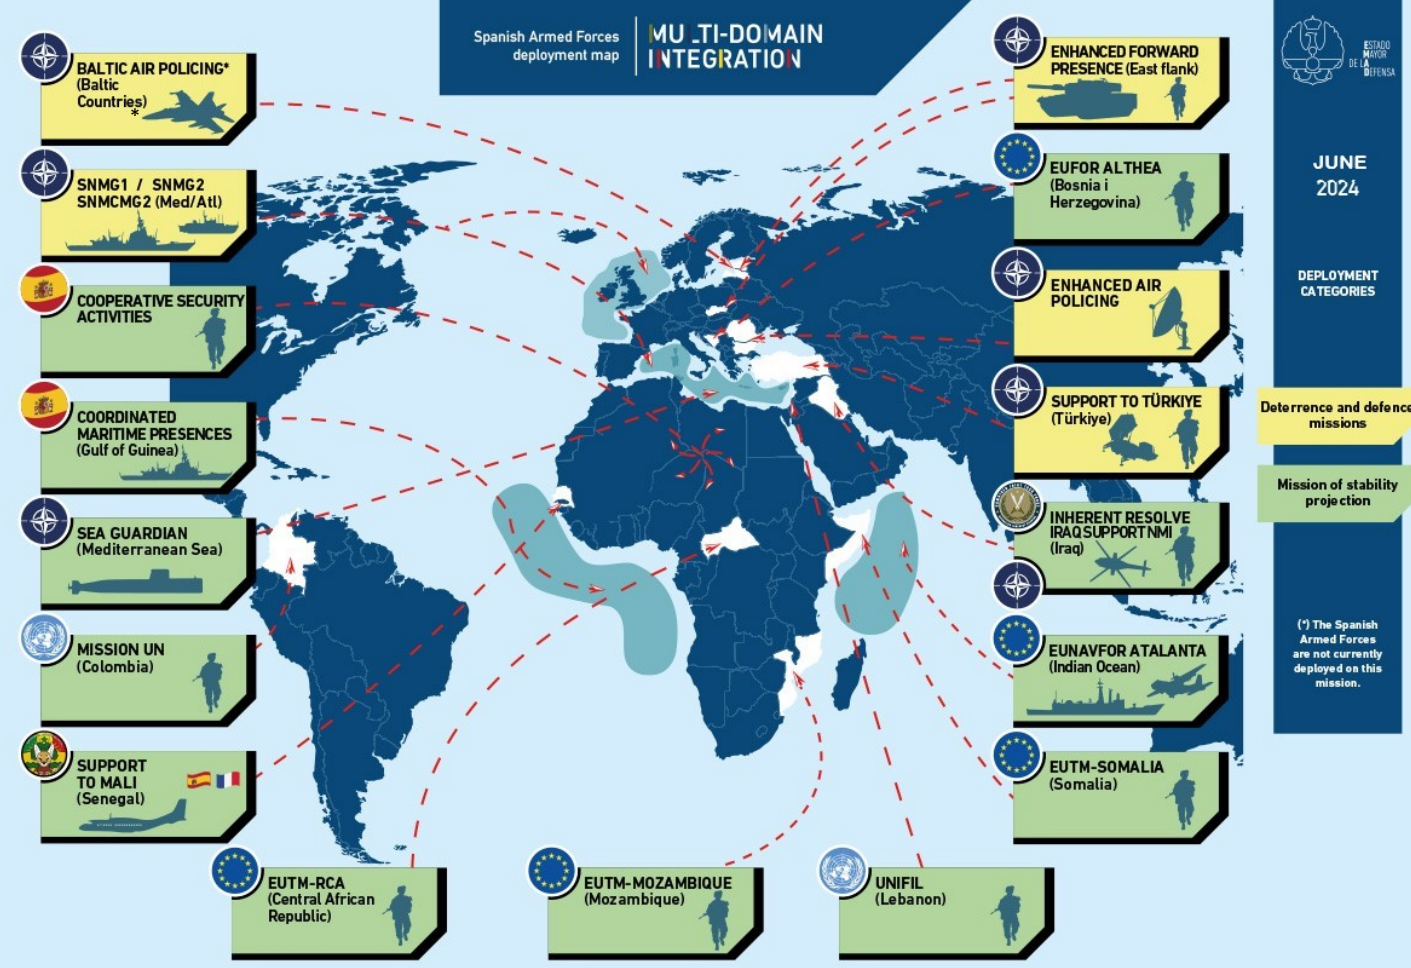 Spanish Armed Forces
deployment map
MULTI-DOMAIN
INTEGRATION
BALTIC AIR POLICING*
(Baltic
Countries)
*
SNMG1 / SNMG2
SNMCMG2 (Med/Atl)
COOPERATIVE SECURITY
ACTIVITIES
COORDINATED
MARITIME PRESENCES
(Gulf of Guinea)
SEA GUARDIAN
(Mediterranean Sea)
MISSION UN
(Colombia)
SUPPORT
TO MALI
(Senegal)
EUTM-RCA
(Central African
Republic)
EUTM-MOZAMBIQUE
(Mozambique)
UNIFIL
(Lebanon)
ENHANCED FORWARD
PRESENCE (East flank)
EUFOR ALTHEA
(Bosnia i
Herzegovina)
ENHANCED AIR
POLICING
SUPPORT TO TÜRKIYE
(Türkiye)
INHERENT RESOLVE
IRAQ SUPPORT NMI
(Iraq)
EUNAVFOR ATALANTA
(Indian Ocean)
EUTM-SOMALIA
(Somalia)
ESTADO
MAYOR
DE LA
DEFENSA
JUNE
2024
DEPLOYMENT
CATEGORIES
Deterrence and defence
missions
Mission of stability
projection
(*) The Spanish
Armed Forces
are not currently
deployed on this
mission.